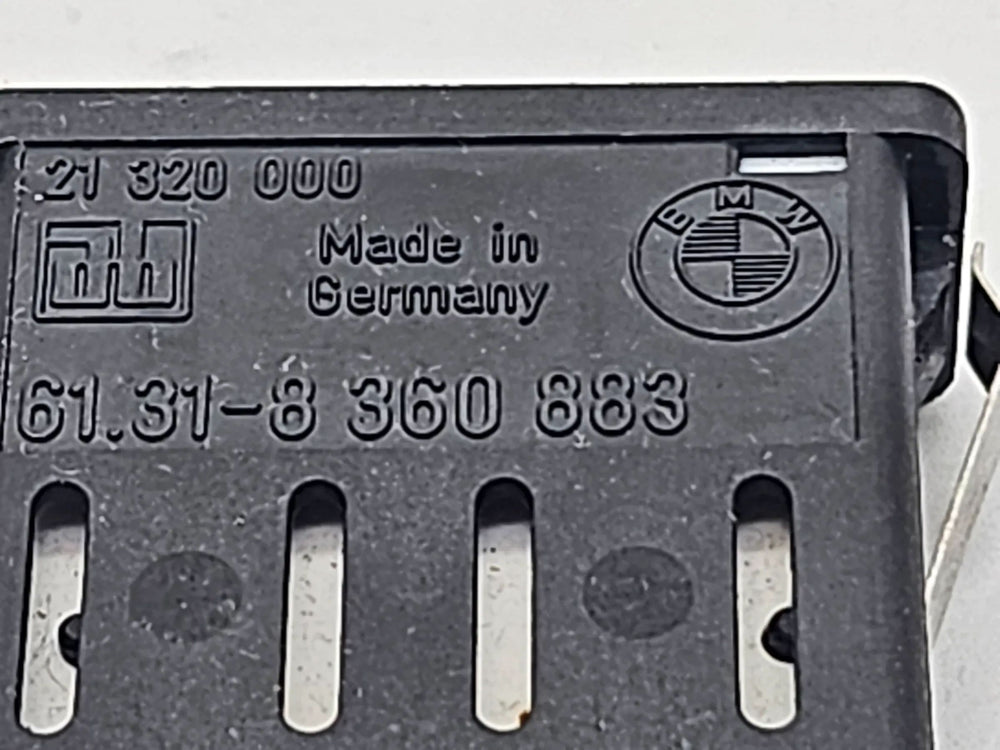 21 320 000
Made in
Germany
BMW
61.31-8 360 883